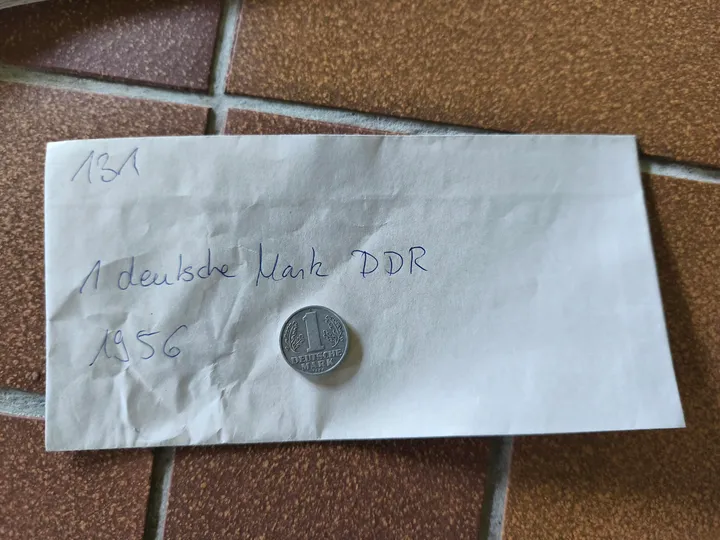 131
1 deutsche Mark DDR
1956
1
DEUTSCHE
MARK